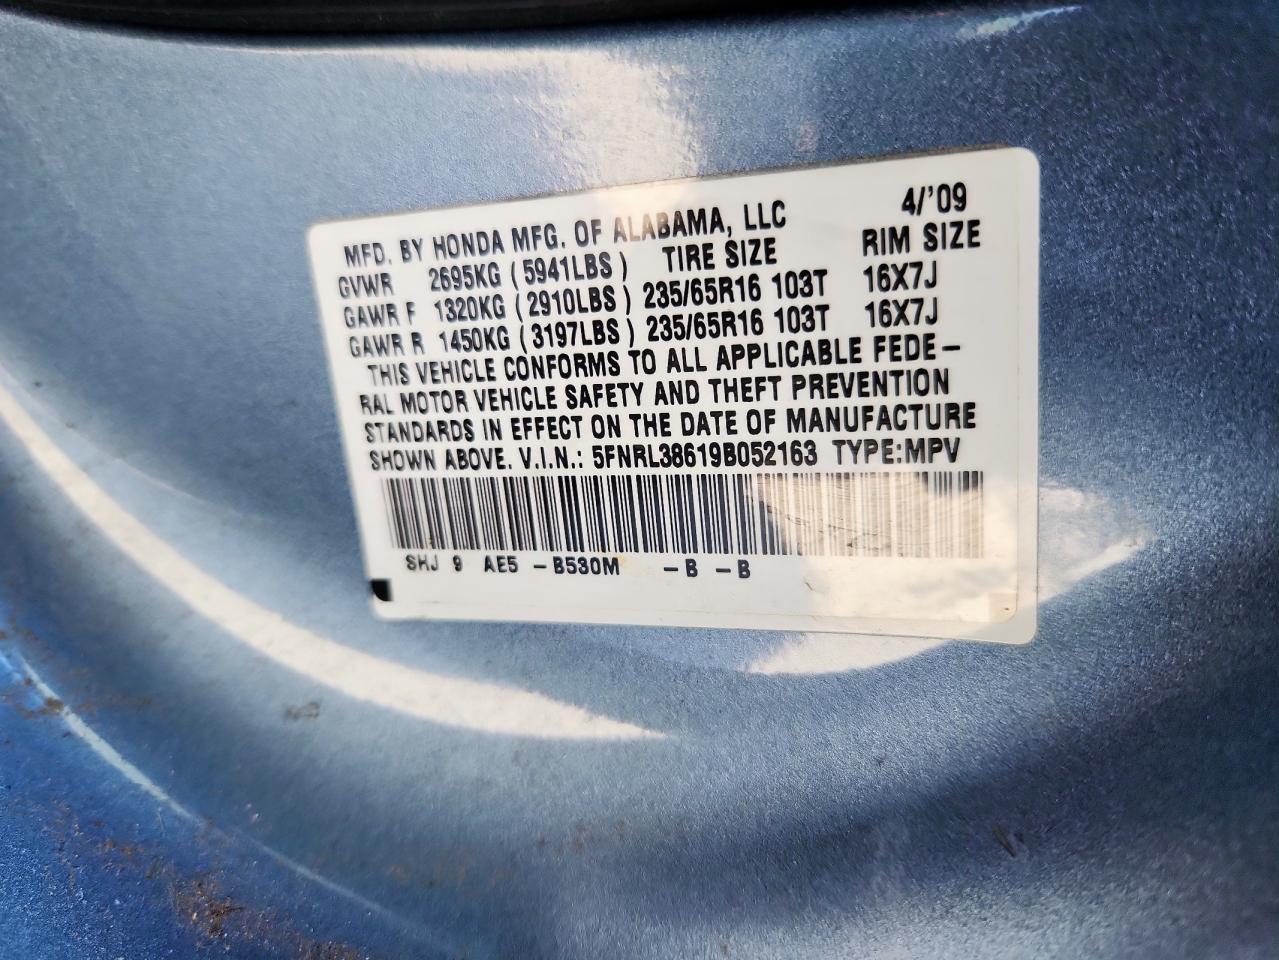 MFD. BY HONDA MFG. OF ALABAMA, LLC 4/'09
GVWR 2695KG (5941LBS) TIRE SIZE RIM SIZE
GAWR F 1320KG (2910LBS) 235/65R16 103T 16X7J
GAWR R 1450KG (3197LBS) 235/65R16 103T 16X7J
THIS VEHICLE CONFORMS TO ALL APPLICABLE FEDE-
RAL MOTOR VEHICLE SAFETY AND THEFT PREVENTION
STANDARDS IN EFFECT ON THE DATE OF MANUFACTURE
SHOWN ABOVE. V.I.N.: 5FNRL38619B052163 TYPE:MPV
SHJ 9 AE5 -B530M -B -B